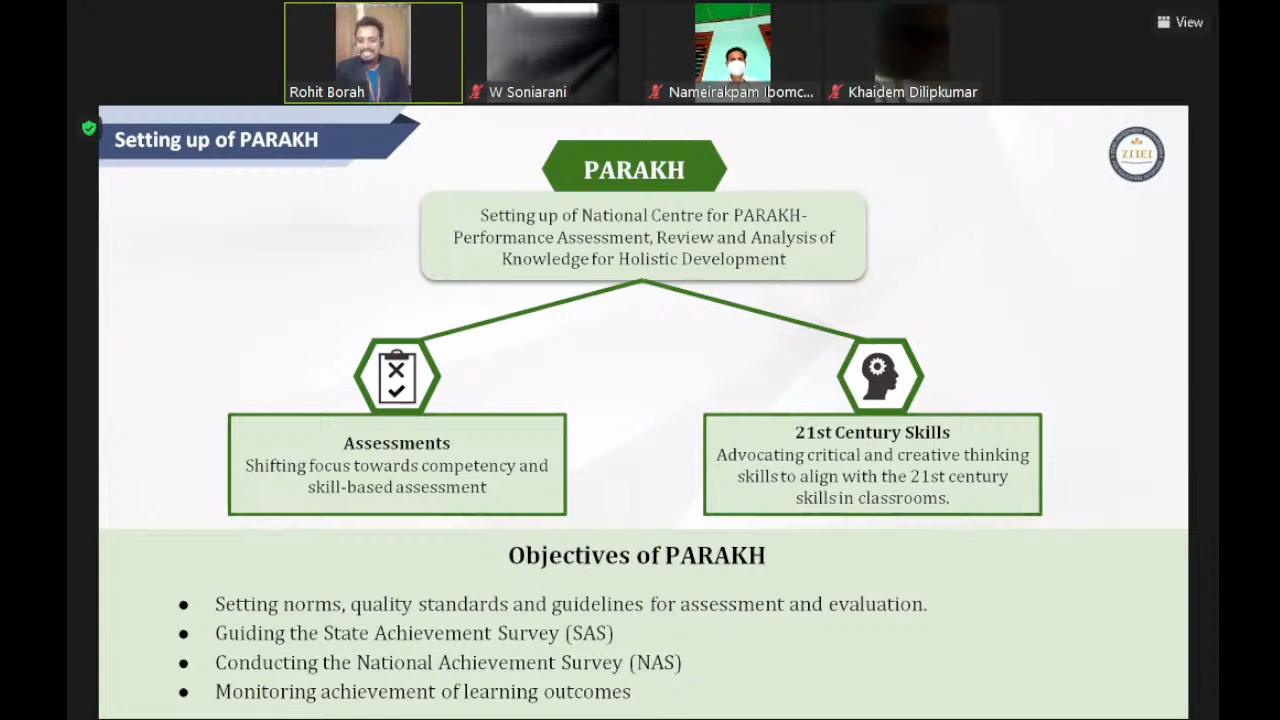 View
Rohit Borah
W Soniarani
Nameirakpam Ibomc...
Khaidem Dilipkumar
Setting up of PARAKH
ZIIEI
PARAKH
Setting up of National Centre for PARAKH-
Performance Assessment, Review and Analysis of
Knowledge for Holistic Development
Assessments
Shifting focus towards competency and
skill-based assessment
21st Century Skills
Advocating critical and creative thinking
skills to align with the 21st century
skills in classrooms.
Objectives of PARAKH
● Setting norms, quality standards and guidelines for assessment and evaluation.
● Guiding the State Achievement Survey (SAS)
● Conducting the National Achievement Survey (NAS)
● Monitoring achievement of learning outcomes